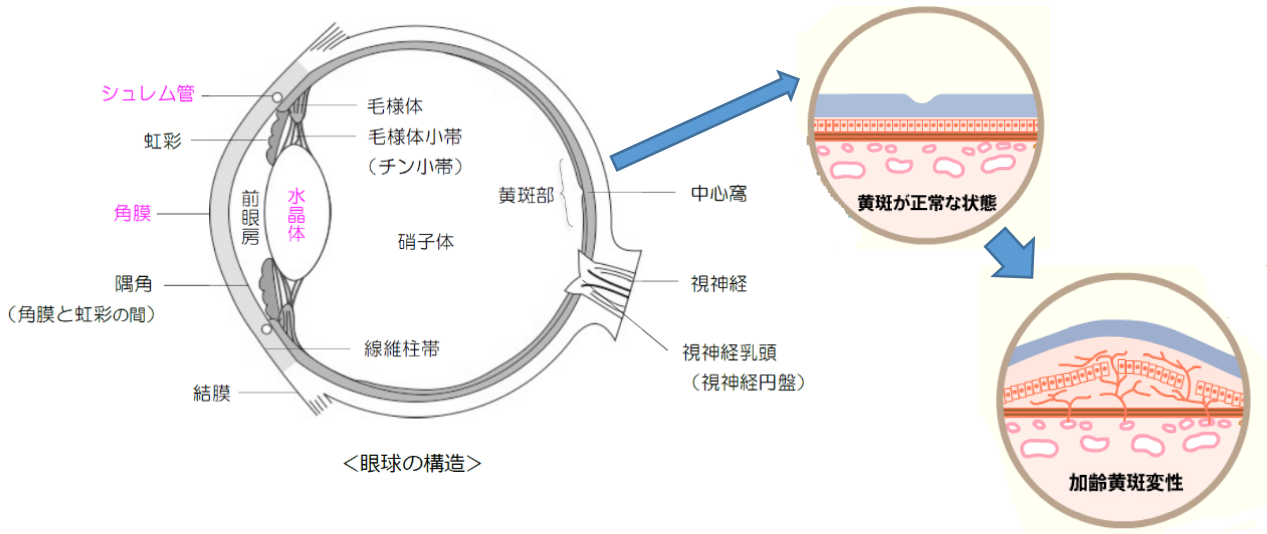 シュレム管
虹彩
角膜
隅角
（角膜と虹彩の間）
結膜
前眼房
水晶体
毛様体
毛様体小帯
（チン小帯）
硝子体
線維柱帯
黄斑部
中心窩
視神経
視神経乳頭
（視神経円盤）
＜眼球の構造＞
黄斑が正常な状態
加齢黄斑変性